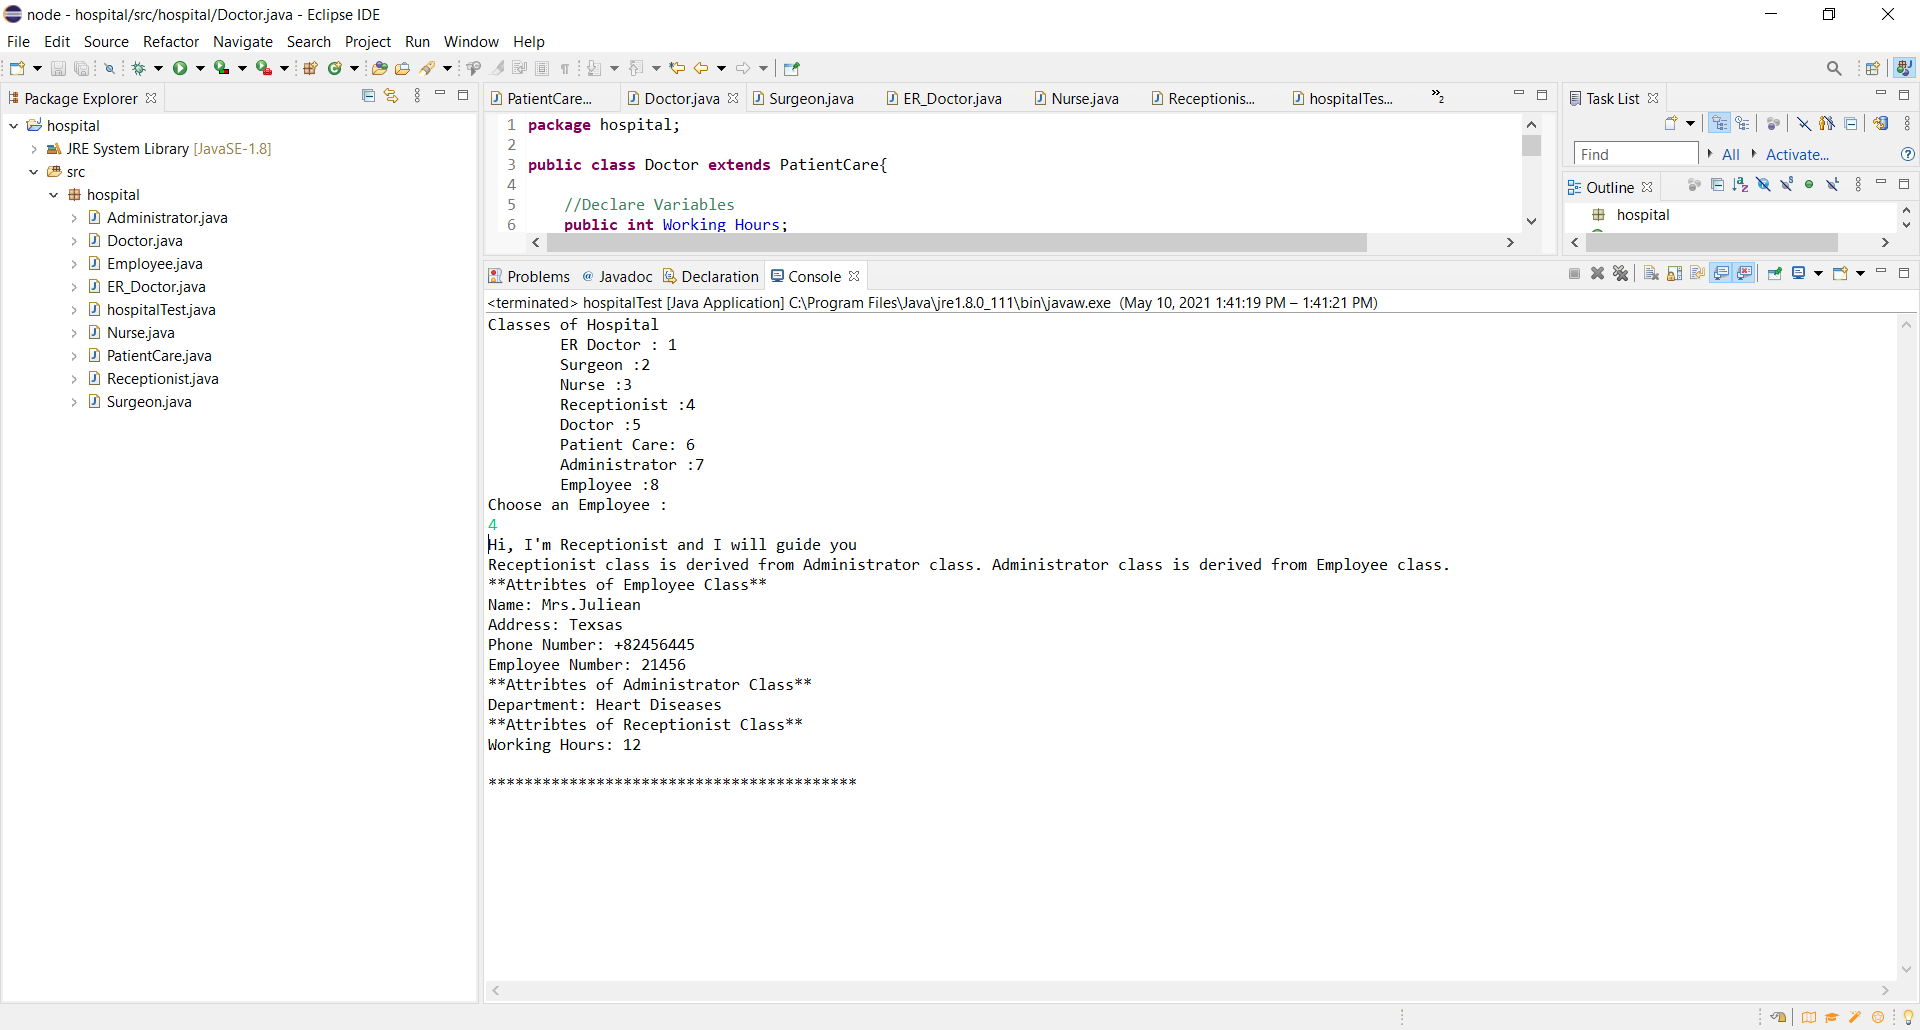 node - hospital/src/hospital/Doctor.java - Eclipse IDE
File Edit Source Refactor Navigate Search Project Run Window Help
Package Explorer
hospital
JRE System Library [JavaSE-1.8]
src
hospital
Administrator.java
Doctor.java
Employee.java
ER_Doctor.java
hospitalTest.java
Nurse.java
PatientCare.java
Receptionist.java
Surgeon.java
PatientCare... Doctor.java Surgeon.java ER_Doctor.java Nurse.java Receptionis... hospitalTes... »2
1 package hospital;
2
3 public class Doctor extends PatientCare{
4
5 //Declare Variables
6 public int Working_Hours;
Task List
Find All Activate...
Outline
hospital
Problems @ Javadoc Declaration Console
<terminated> hospitalTest [Java Application] C:\Program Files\Java\jre1.8.0_111\bin\javaw.exe (May 10, 2021 1:41:19 PM – 1:41:21 PM)
Classes of Hospital
ER Doctor : 1
Surgeon :2
Nurse :3
Receptionist :4
Doctor :5
Patient Care: 6
Administrator :7
Employee :8
Choose an Employee :
4
Hi, I'm Receptionist and I will guide you
Receptionist class is derived from Administrator class. Administrator class is derived from Employee class.
**Attribtes of Employee Class**
Name: Mrs.Juliean
Address: Texsas
Phone Number: +82456445
Employee Number: 21456
**Attribtes of Administrator Class**
Department: Heart Diseases
**Attribtes of Receptionist Class**
Working Hours: 12
*****************************************